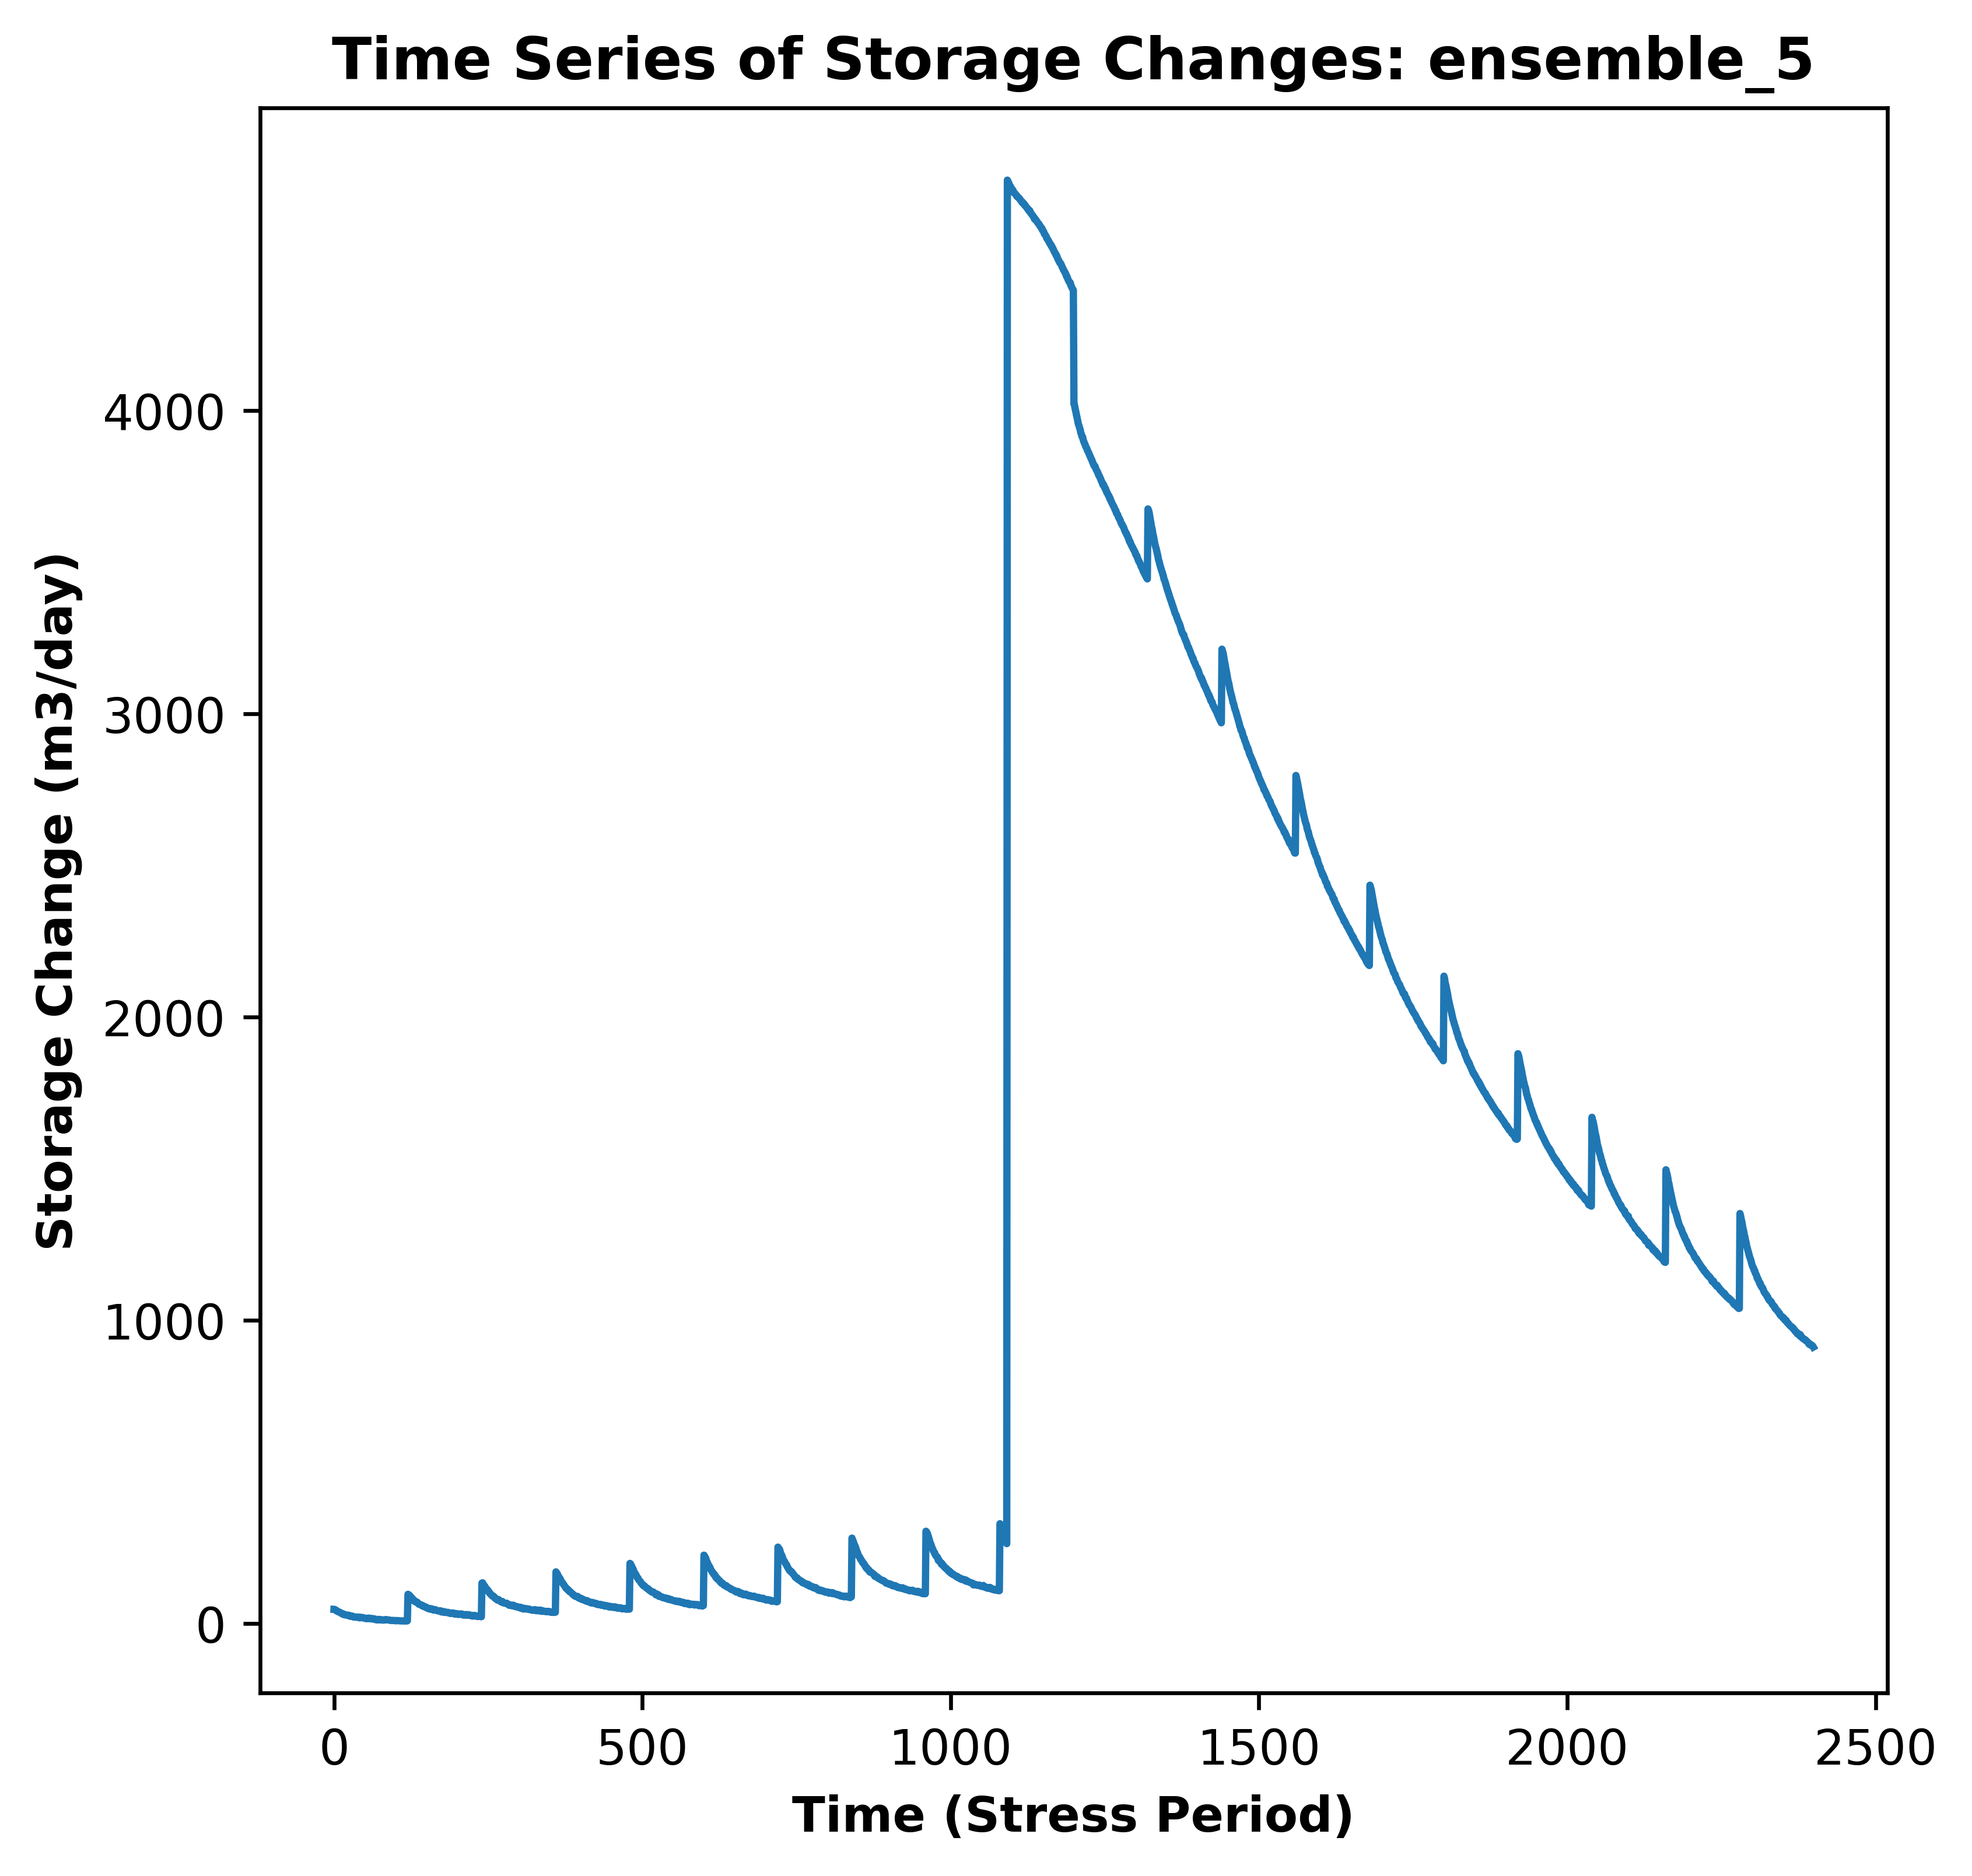 Time Series of Storage Changes: ensemble_5
Storage Change (m3/day)
4000
3000
2000
1000
0
0 500 1000 1500 2000 2500
Time (Stress Period)